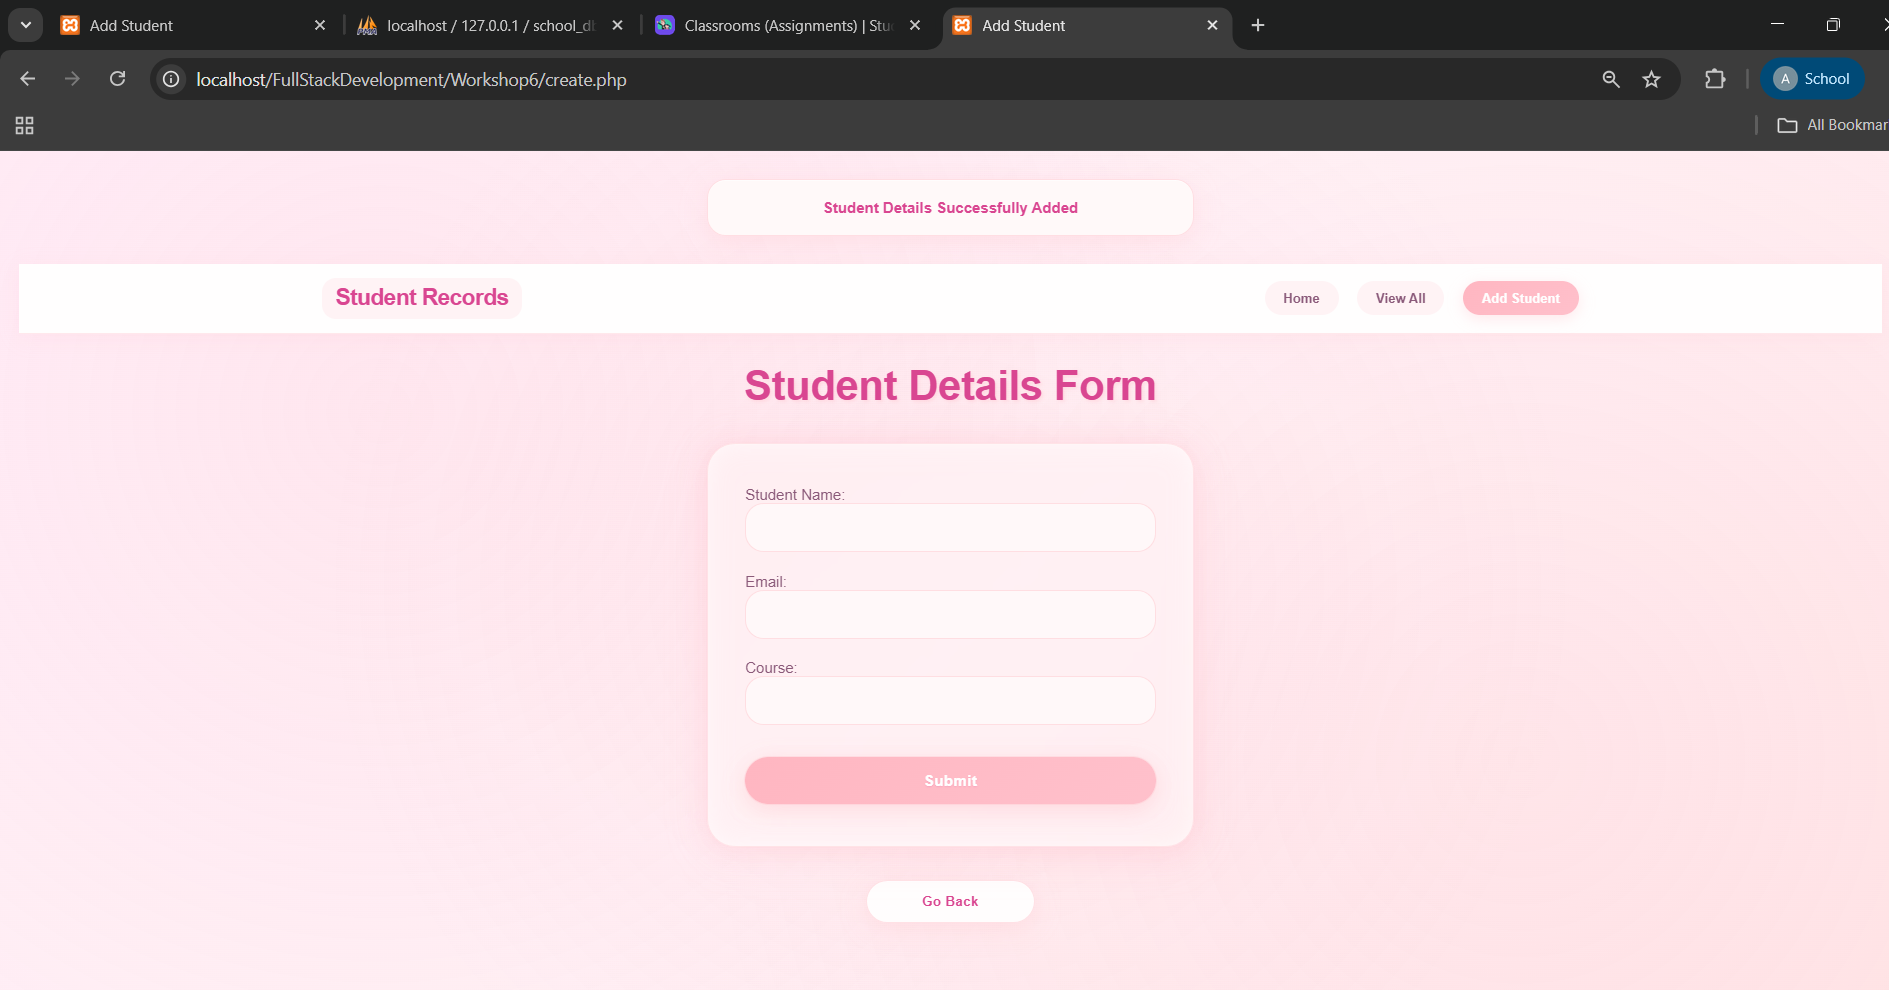 Add Student
localhost / 127.0.0.1 / school_db
Classrooms (Assignments) | Stu
Add Student
localhost/FullStackDevelopment/Workshop6/create.php
A School
All Bookmar
Student Details Successfully Added
Student Records
Home
View All
Add Student
Student Details Form
Student Name:
Email:
Course:
Submit
Go Back